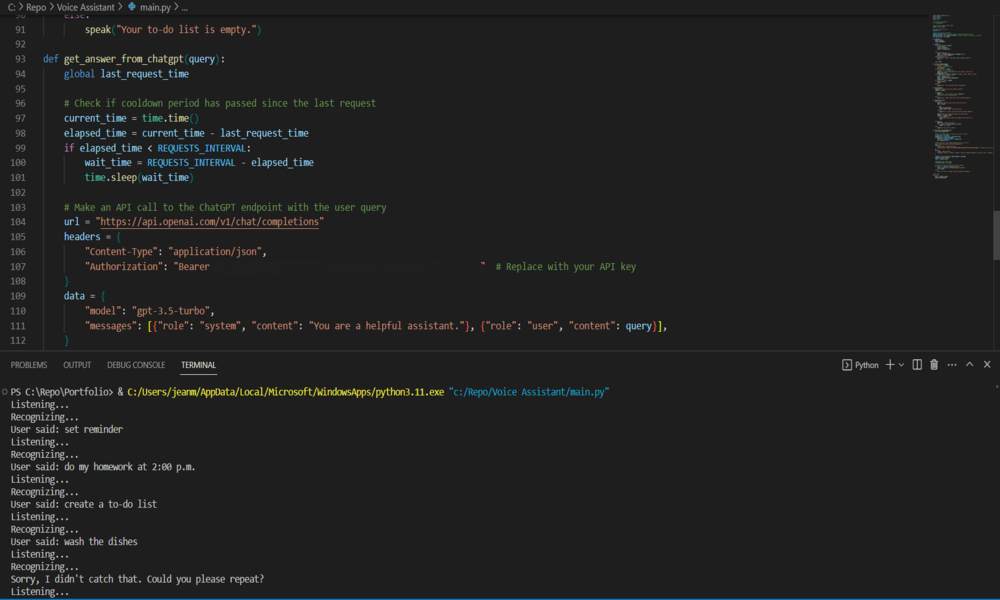 C: > Repo > Voice Assistant > main.py > ...
90 else:
91 speak("Your to-do list is empty.")
92
93 def get_answer_from_chatgpt(query):
94 global last_request_time
95
96 # Check if cooldown period has passed since the last request
97 current_time = time.time()
98 elapsed_time = current_time - last_request_time
99 if elapsed_time < REQUESTS_INTERVAL:
100 wait_time = REQUESTS_INTERVAL - elapsed_time
101 time.sleep(wait_time)
102
103 # Make an API call to the ChatGPT endpoint with the user query
104 url = "https://api.openai.com/v1/chat/completions"
105 headers = {
106 "Content-Type": "application/json",
107 "Authorization": "Bearer " # Replace with your API key
108 }
109 data = {
110 "model": "gpt-3.5-turbo",
111 "messages": [{"role": "system", "content": "You are a helpful assistant."}, {"role": "user", "content": query}],
112 }
PROBLEMS OUTPUT DEBUG CONSOLE TERMINAL Python
PS C:\Repo\Portfolio> & C:/Users/jeanm/AppData/Local/Microsoft/WindowsApps/python3.11.exe "c:/Repo/Voice Assistant/main.py"
Listening...
Recognizing...
User said: set reminder
Listening...
Recognizing...
User said: do my homework at 2:00 p.m.
Listening...
Recognizing...
User said: create a to-do list
Listening...
Recognizing...
User said: wash the dishes
Listening...
Recognizing...
Sorry, I didn't catch that. Could you please repeat?
Listening...